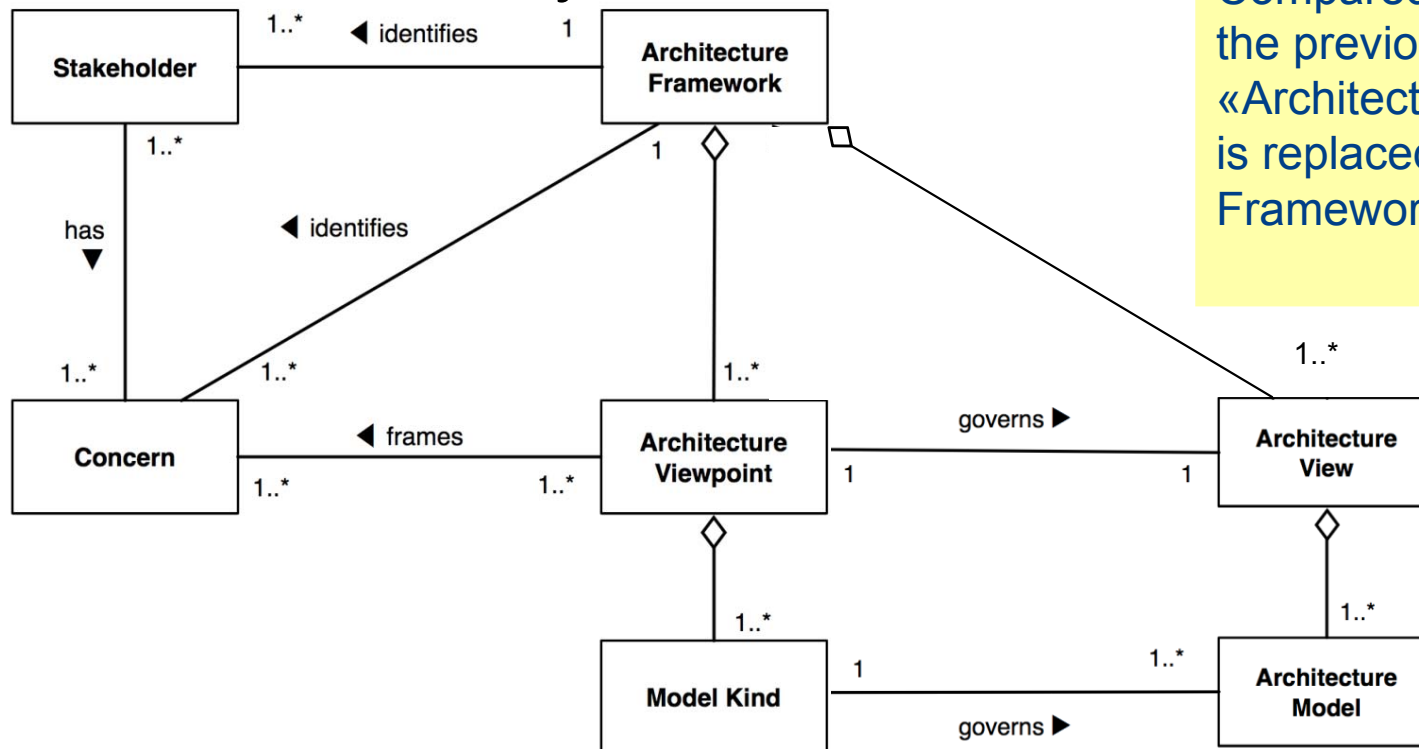 Compared
the previo
«Architect
is replaced
Framewor
1..*
◀ identifies
1
Stakeholder
Architecture
Framework
1..*
1
has
▼
◀ identifies
1..*
1..*
1..*
1..*
Concern
◀ frames
1..*
1..*
Architecture
Viewpoint
governs ▶
1
1
Architecture
View
1..*
1..*
Model Kind
1
1..*
governs ▶
Architecture
Model